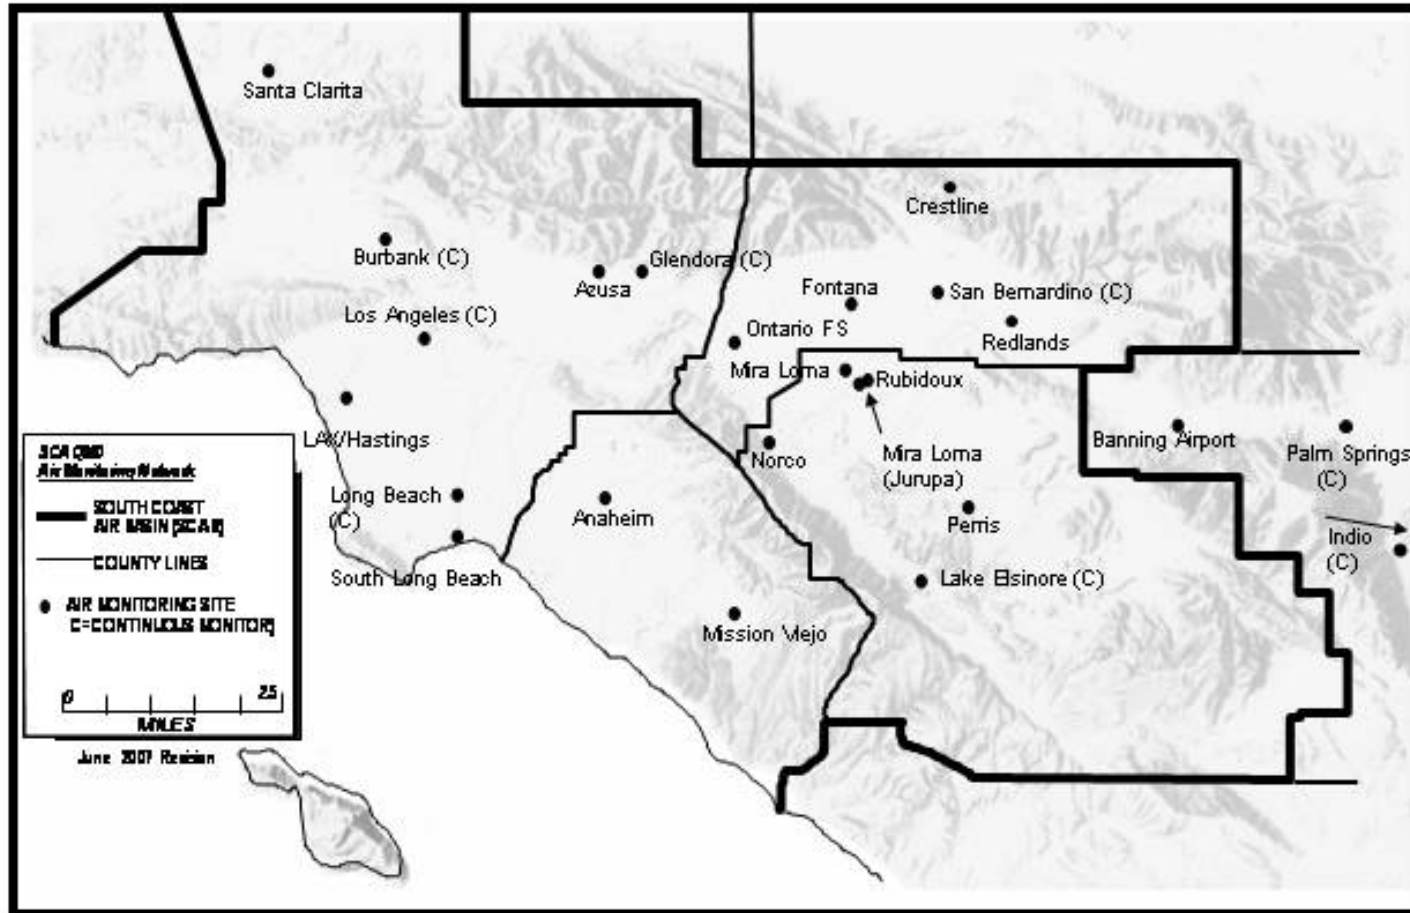 Santa Clarita
Crestline
Burbank (C)
Glendora (C)
Azusa
Fontana
San Bernardino (C)
Los Angeles (C)
Ontario FS
Redlands
Mira Loma
Rubidoux
LAX/Hastings
Banning Airport
Palm Springs
(C)
Norco
Mira Loma
(Jurupa)
Long Beach
(C)
Anaheim
Perris
Indio
(C)
South Long Beach
Lake Elsinore (C)
Mission Viejo
SCAQMD
Air Monitoring Network
SOUTH COAST
AIR BASIN (SCAB)
COUNTY LINES
AIR MONITORING SITE
C=CONTINUOUS MONITOR)
0 25
MILES
June 2007 Revision